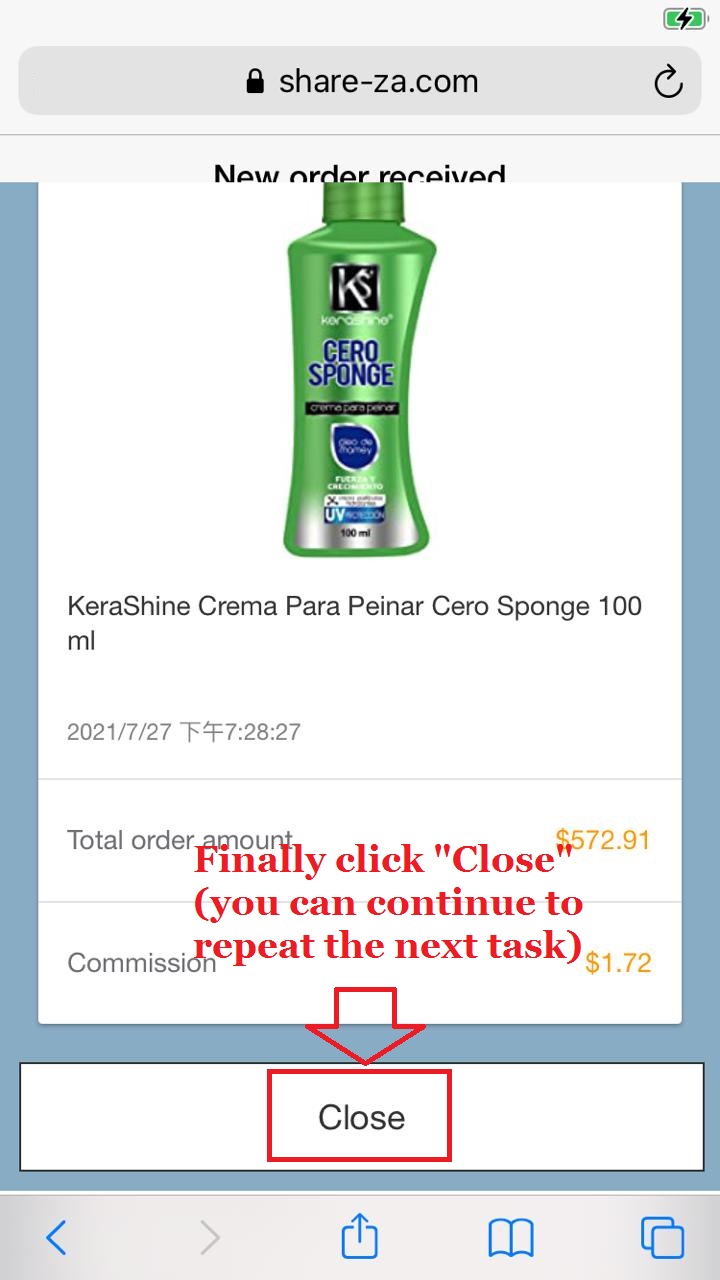 share-za.com
New order received
KS
kerashine®
CERO
SPONGE
crema para peinar
óleo de
mamey
FUERZA Y
CRECIMIENTO
UV PROTECCIÓN
100 ml
KeraShine Crema Para Peinar Cero Sponge 100
ml
2021/7/27 下午7:28:27
Total order amount $572.91
Finally click "Close"
(you can continue to
repeat the next task)
Commission $1.72
Close